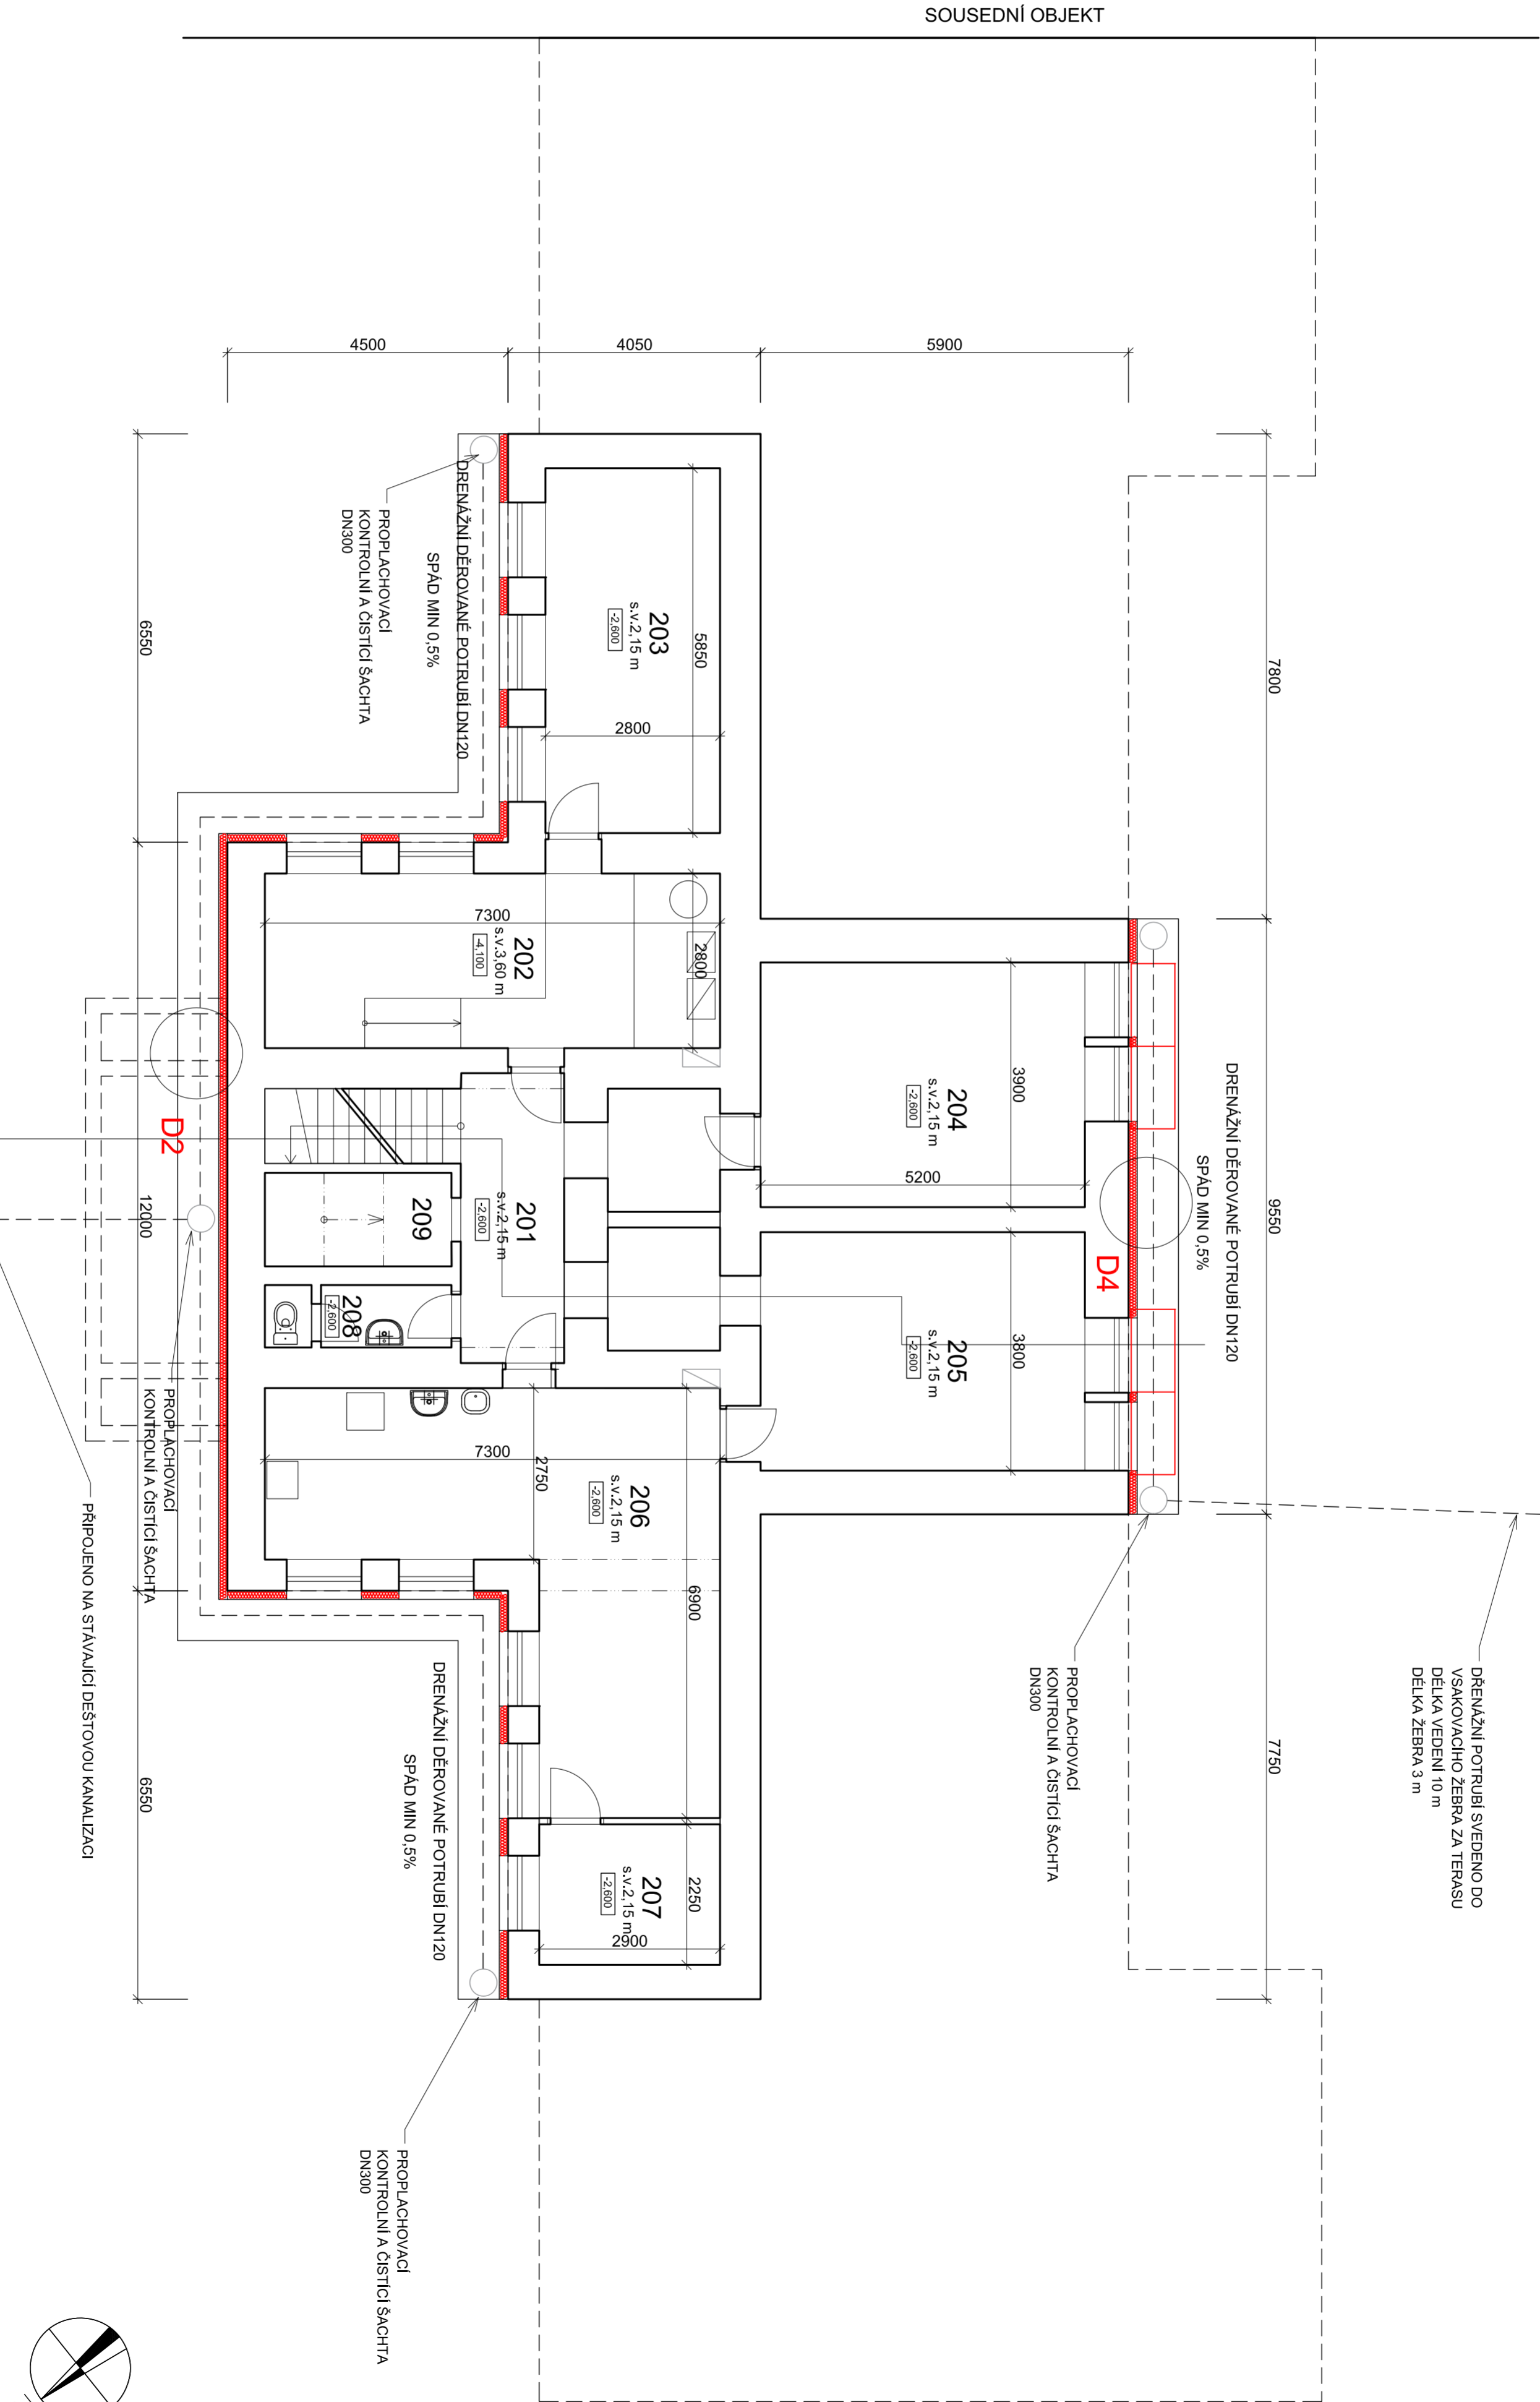 SOUSEDNÍ OBJEKT
4500
4050
5900
7800
9550
7750
6550
12000
6550
DRENÁŽNÍ DĚROVANÉ POTRUBÍ DN120
SPÁD MIN 0,5%
PROPLACHOVACÍ
KONTROLNÍ A ČISTÍCÍ ŠACHTA
DN300
203
s.v.2,15 m
-2,600
5850
2800
202
s.v.3,60 m
-4,100
7300
2800
204
s.v.2,15 m
-2,600
3900
5200
DRENÁŽNÍ DĚROVANÉ POTRUBÍ DN120
SPÁD MIN 0,5%
D4
D2
201
s.v.2,15 m
-2,600
209
208
-2,600
205
s.v.2,15 m
-2,600
3800
206
s.v.2,15 m
-2,600
7300
2750
6900
207
s.v.2,15 m
-2,600
2250
2900
PROPLACHOVACÍ
KONTROLNÍ A ČISTÍCÍ ŠACHTA
PŘIPOJENO NA STÁVAJÍCÍ DEŠTOVOU KANALIZACI
DRENÁŽNÍ DĚROVANÉ POTRUBÍ DN120
SPÁD MIN 0,5%
PROPLACHOVACÍ
KONTROLNÍ A ČISTÍCÍ ŠACHTA
DN300
DŘENÁŽNÍ POTRUBÍ SVEDENO DO
VSAKOVACÍHO ŽEBRA ZA TERASU
DÉLKA VEDENÍ 10 m
DÉLKA ŽEBRA 3 m
PROPLACHOVACÍ
KONTROLNÍ A ČISTÍCÍ ŠACHTA
DN300